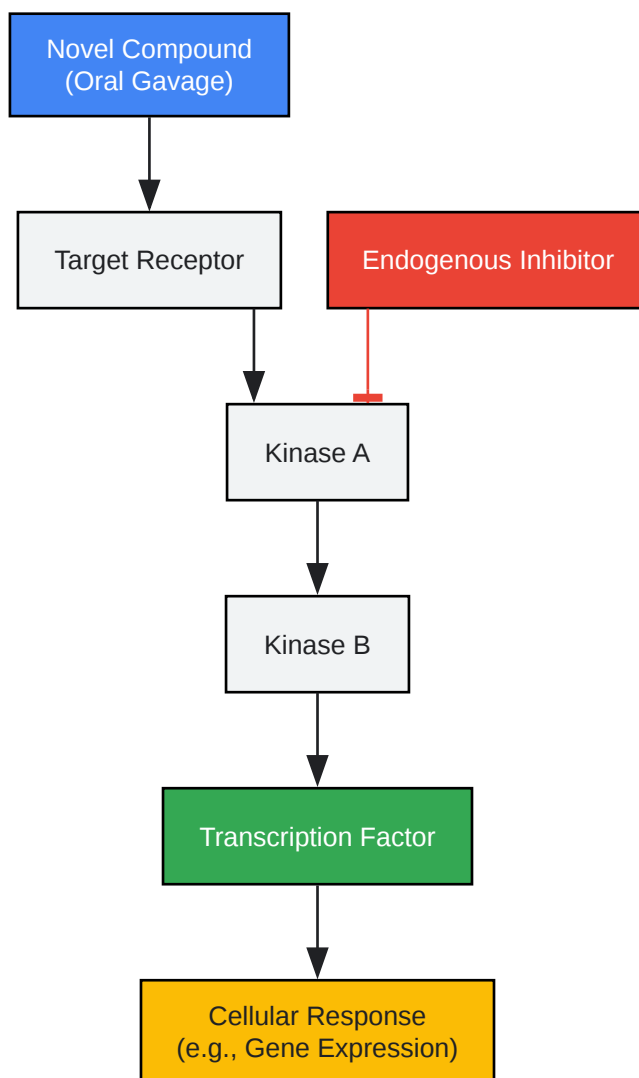 Novel Compound
(Oral Gavage)
Target Receptor
Endogenous Inhibitor
Kinase A
Kinase B
Transcription Factor
Cellular Response
(e.g., Gene Expression)